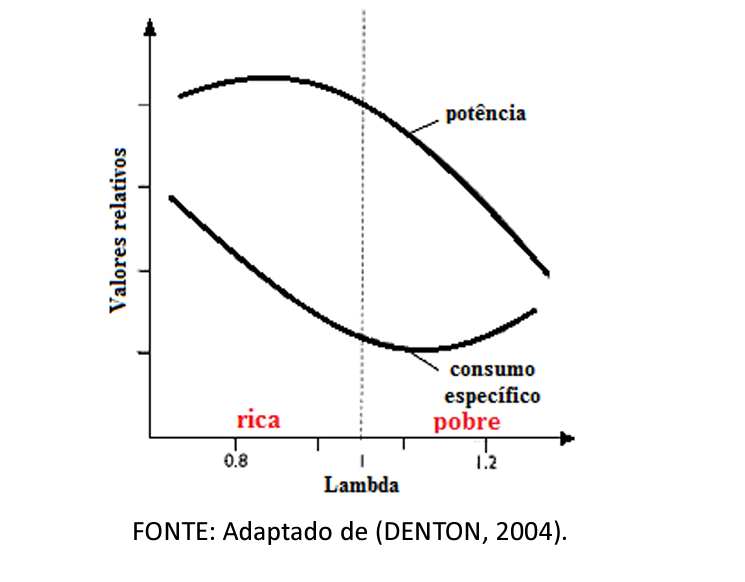 potência
Valores relativos
consumo
específico
rica
pobre
0.8
1
1.2
Lambda
FONTE: Adaptado de (DENTON, 2004).